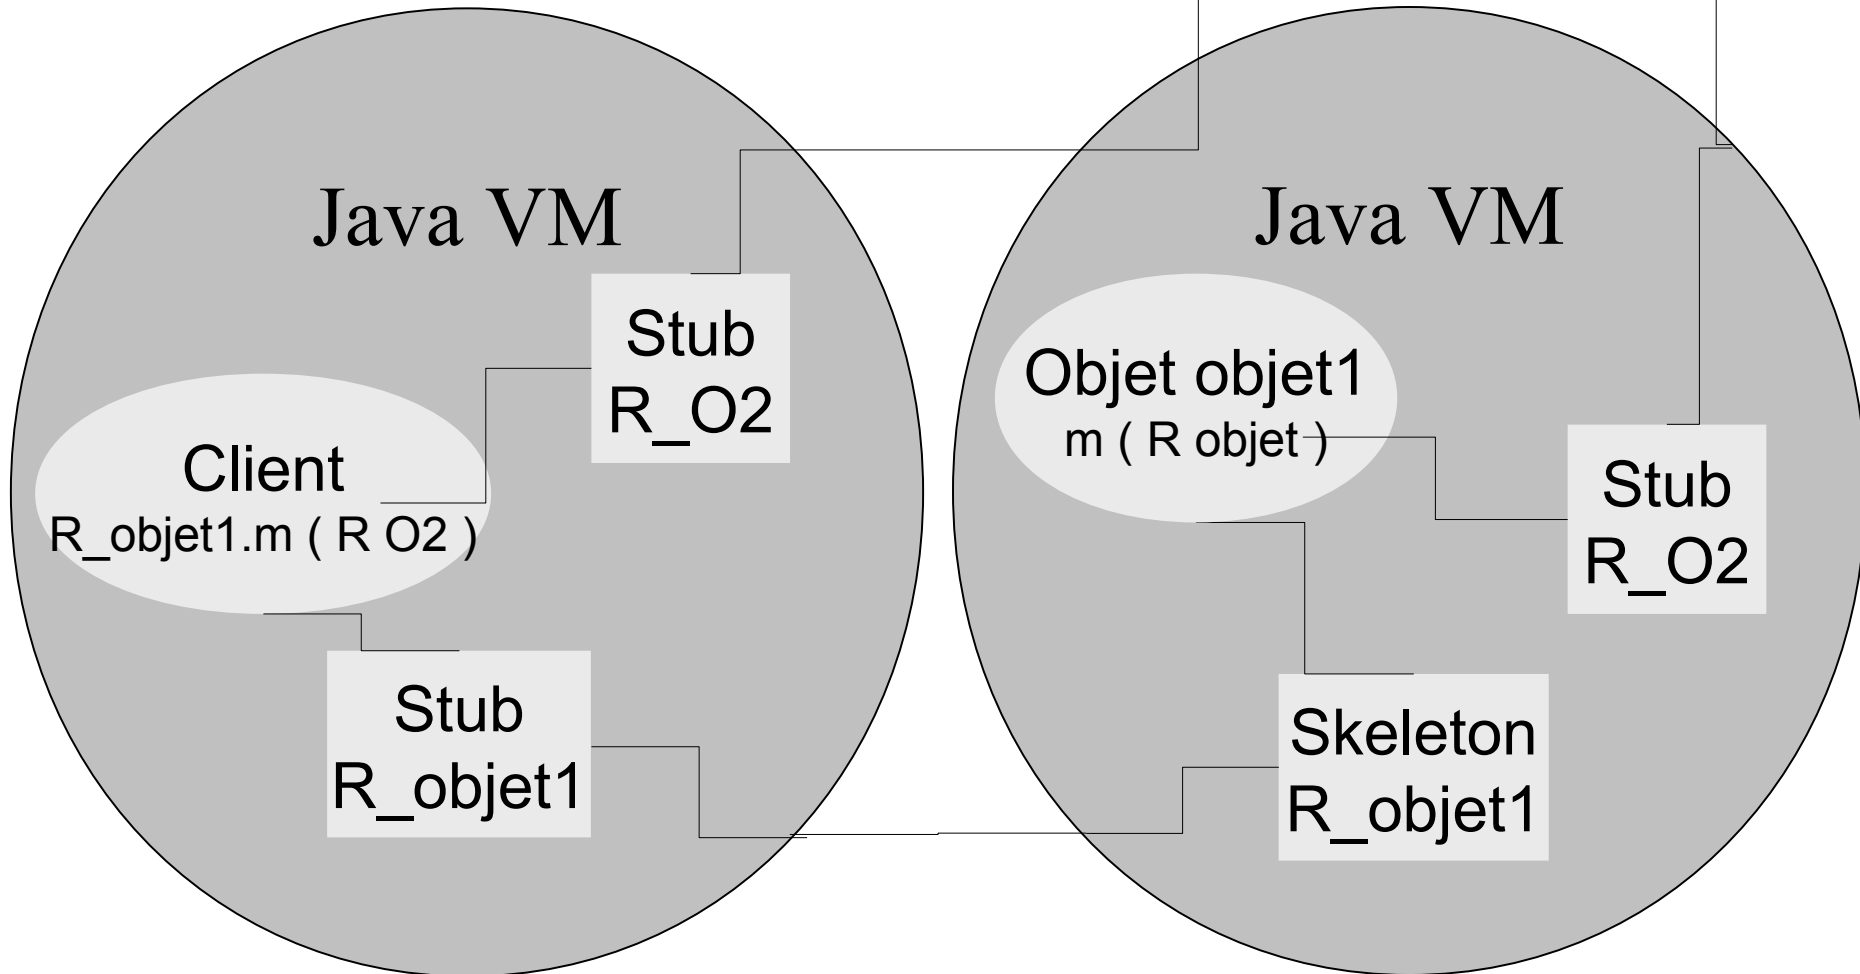 Java VM
Stub
R_O2
Client
R_objet1.m ( R O2 )
Stub
R_objet1
Java VM
Objet objet1
m ( R objet )
Stub
R_O2
Skeleton
R_objet1